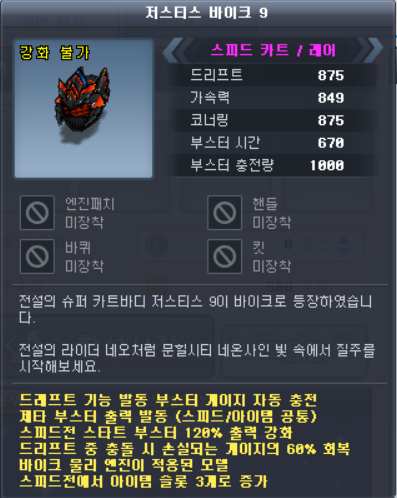 저스티스 바이크 9
강화 불가
스피드 카트 / 레어
드리프트 875
가속력 849
코너링 875
부스터 시간 670
부스터 충전량 1000
엔진패치 핸들
미장착 미장착
바퀴 킷
미장착 미장착
전설의 슈퍼 카트바디 저스티스 9이 바이크로 등장하였습니
다.
전설의 라이더 네오처럼 문힐시티 네온사인 빛 속에서 질주를
시작해보세요.
드래프트 기능 발동 부스터 게이지 자동 충전
제타 부스터 출력 발동 (스피드/아이템 공통)
스피드전 스타트 부스터 120% 출력 강화
드리프트 중 충돌 시 손실되는 게이지의 60% 회복
바이크 물리 엔진이 적용된 모델
스피드전에서 아이템 슬롯 3개로 증가